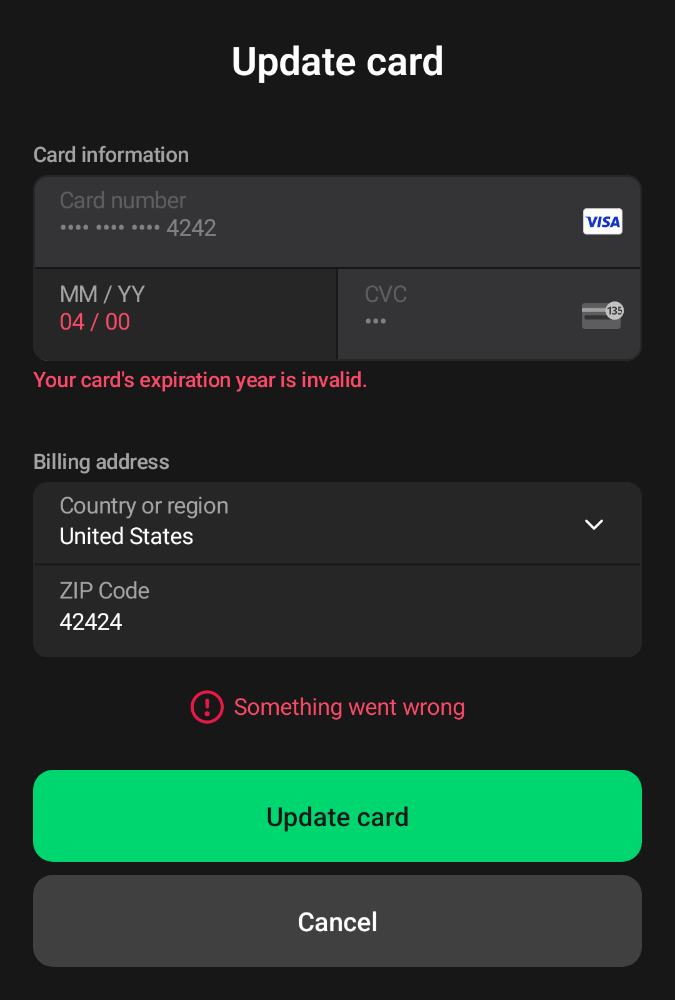 Update card
Card information
Card number
•••• •••• •••• 4242
VISA
MM / YY
04 / 00
CVC
•••
135
Your card's expiration year is invalid.
Billing address
Country or region
United States
ZIP Code
42424
Something went wrong
Update card
Cancel